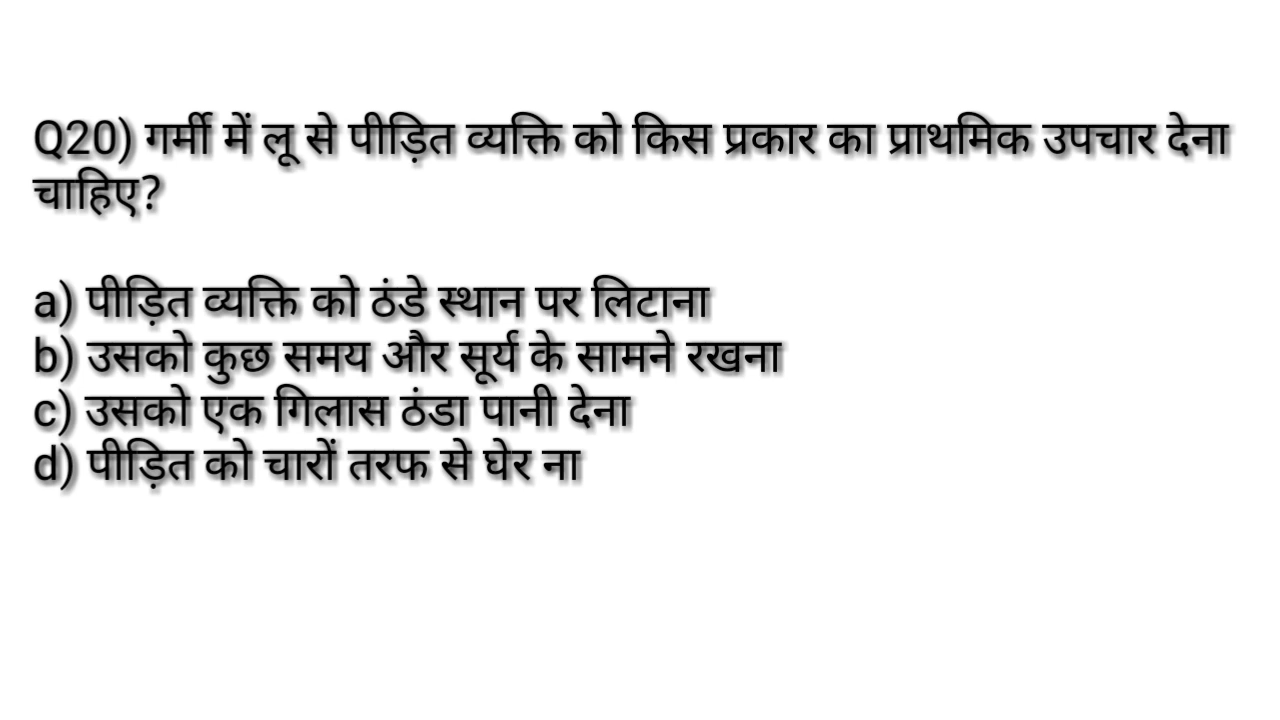 Q20) गर्मी में लू से पीड़ित व्यक्ति को किस प्रकार का प्राथमिक उपचार देना
चाहिए?
a) पीड़ित व्यक्ति को ठंडे स्थान पर लिटाना
b) उसको कुछ समय और सूर्य के सामने रखना
c) उसको एक गिलास ठंडा पानी देना
d) पीड़ित को चारों तरफ से घेर ना